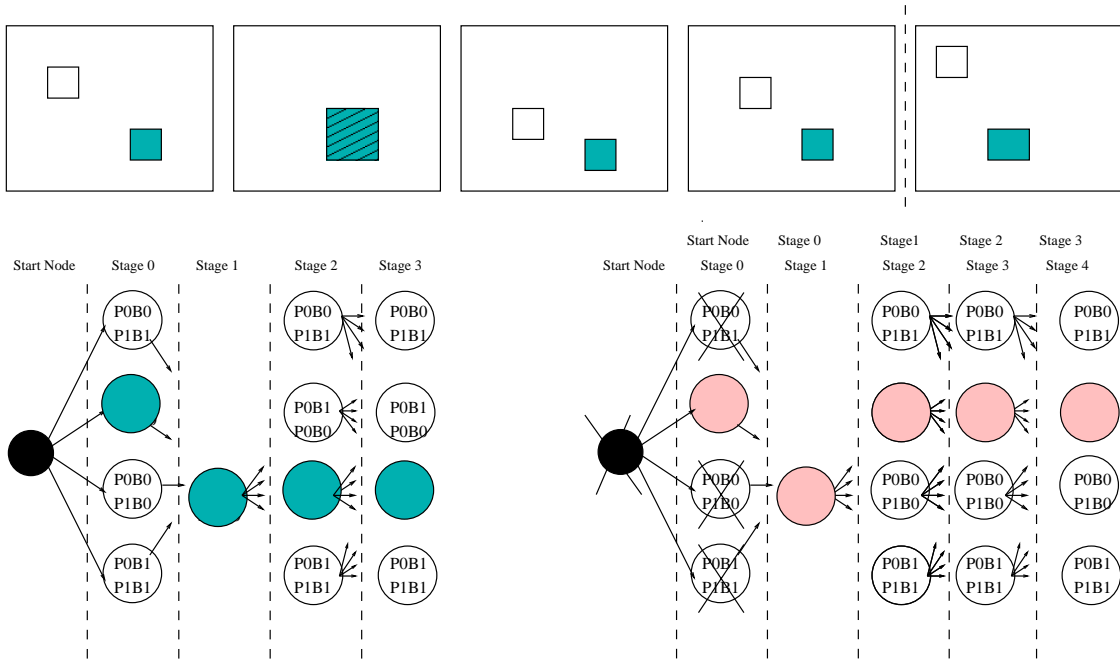 Start Node Stage 0 Stage1 Stage 2 Stage 3
Start Node Stage 0 Stage 1 Stage 2 Stage 3 Start Node Stage 0 Stage 1 Stage 2 Stage 3 Stage 4
P0B0 P0B0 P0B0 P0B0 P0B0 P0B0 P0B0
P1B1 P1B1 P1B1 P1B1 P1B1 P1B1 P1B1
P0B1 P0B1
P0B0 P0B0
P0B0 P0B0 P0B0 P0B0 P0B0
P1B0 P1B0 P1B0 P1B0 P1B0
P0B1 P0B1 P0B1 P0B1 P0B1 P0B1 P0B1
P1B1 P1B1 P1B1 P1B1 P1B1 P1B1 P1B1